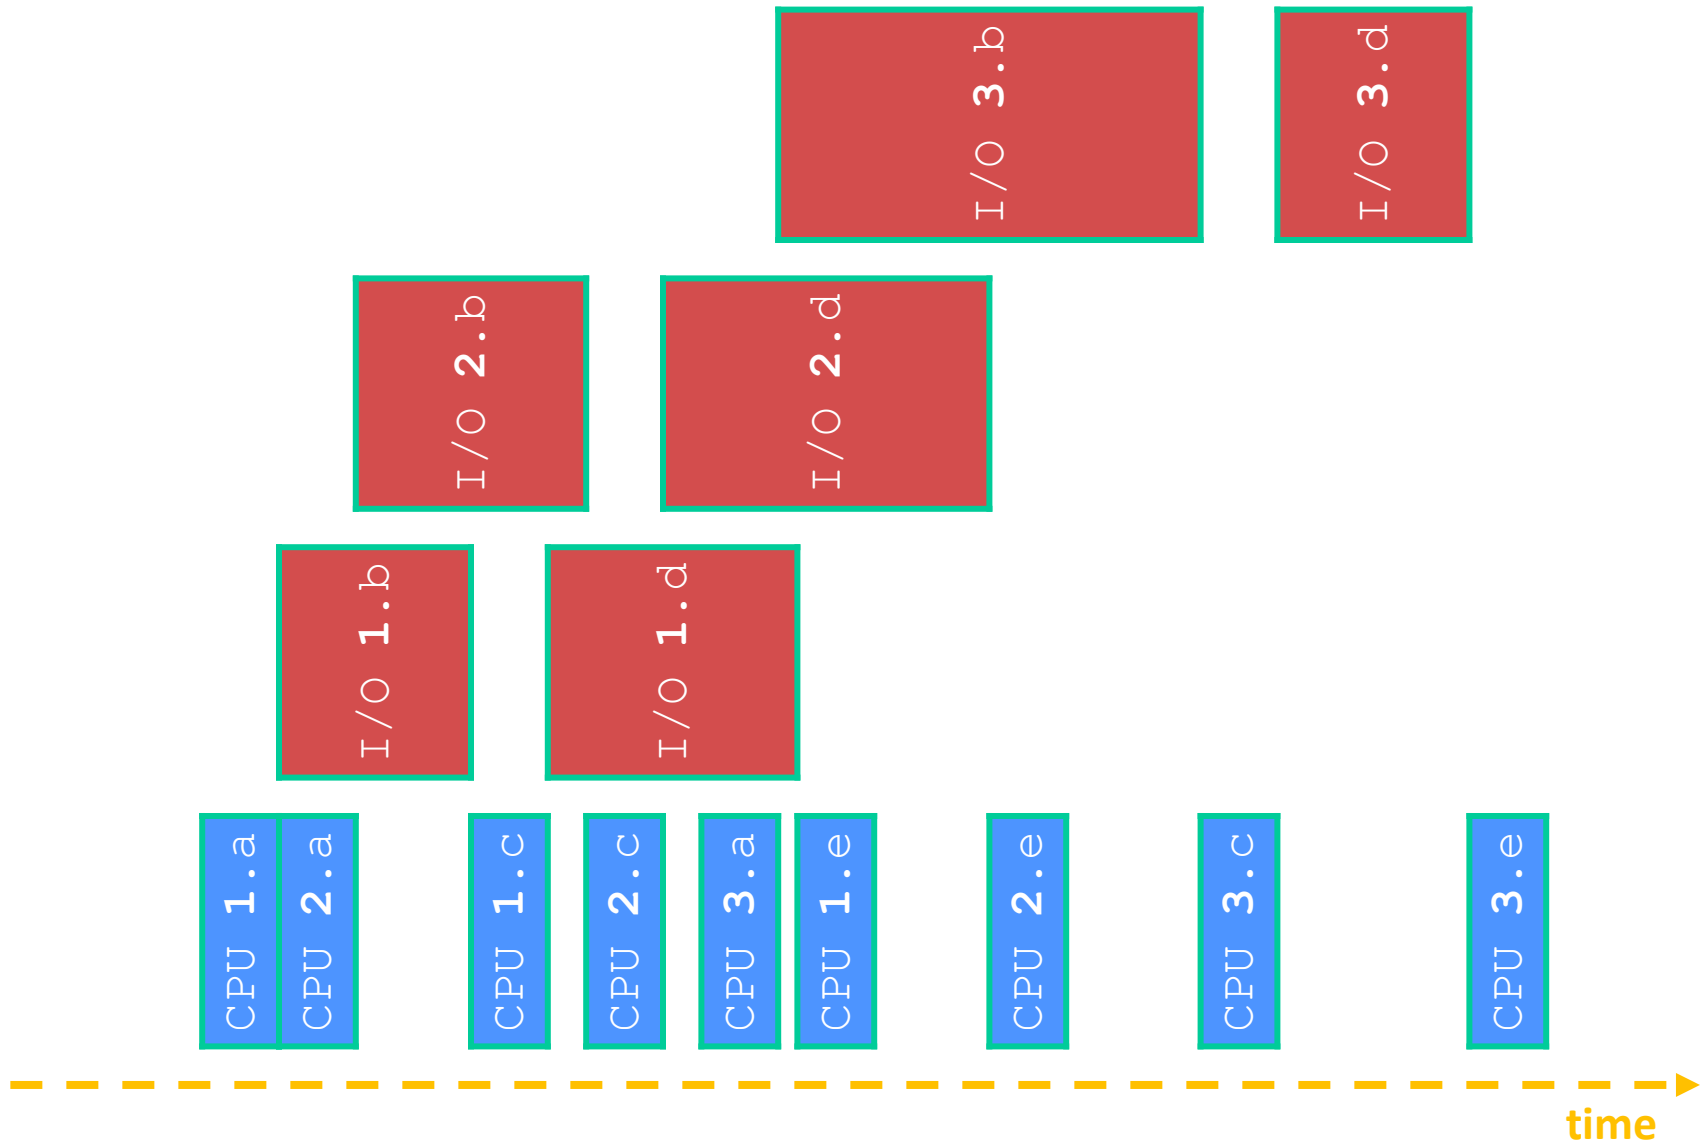 I/O 3.b
I/O 3.d
I/O 2.b
I/O 2.d
I/O 1.b
I/O 1.d
CPU 1.a
CPU 2.a
CPU 1.c
CPU 2.c
CPU 3.a
CPU 1.e
CPU 2.e
CPU 3.c
CPU 3.e
time